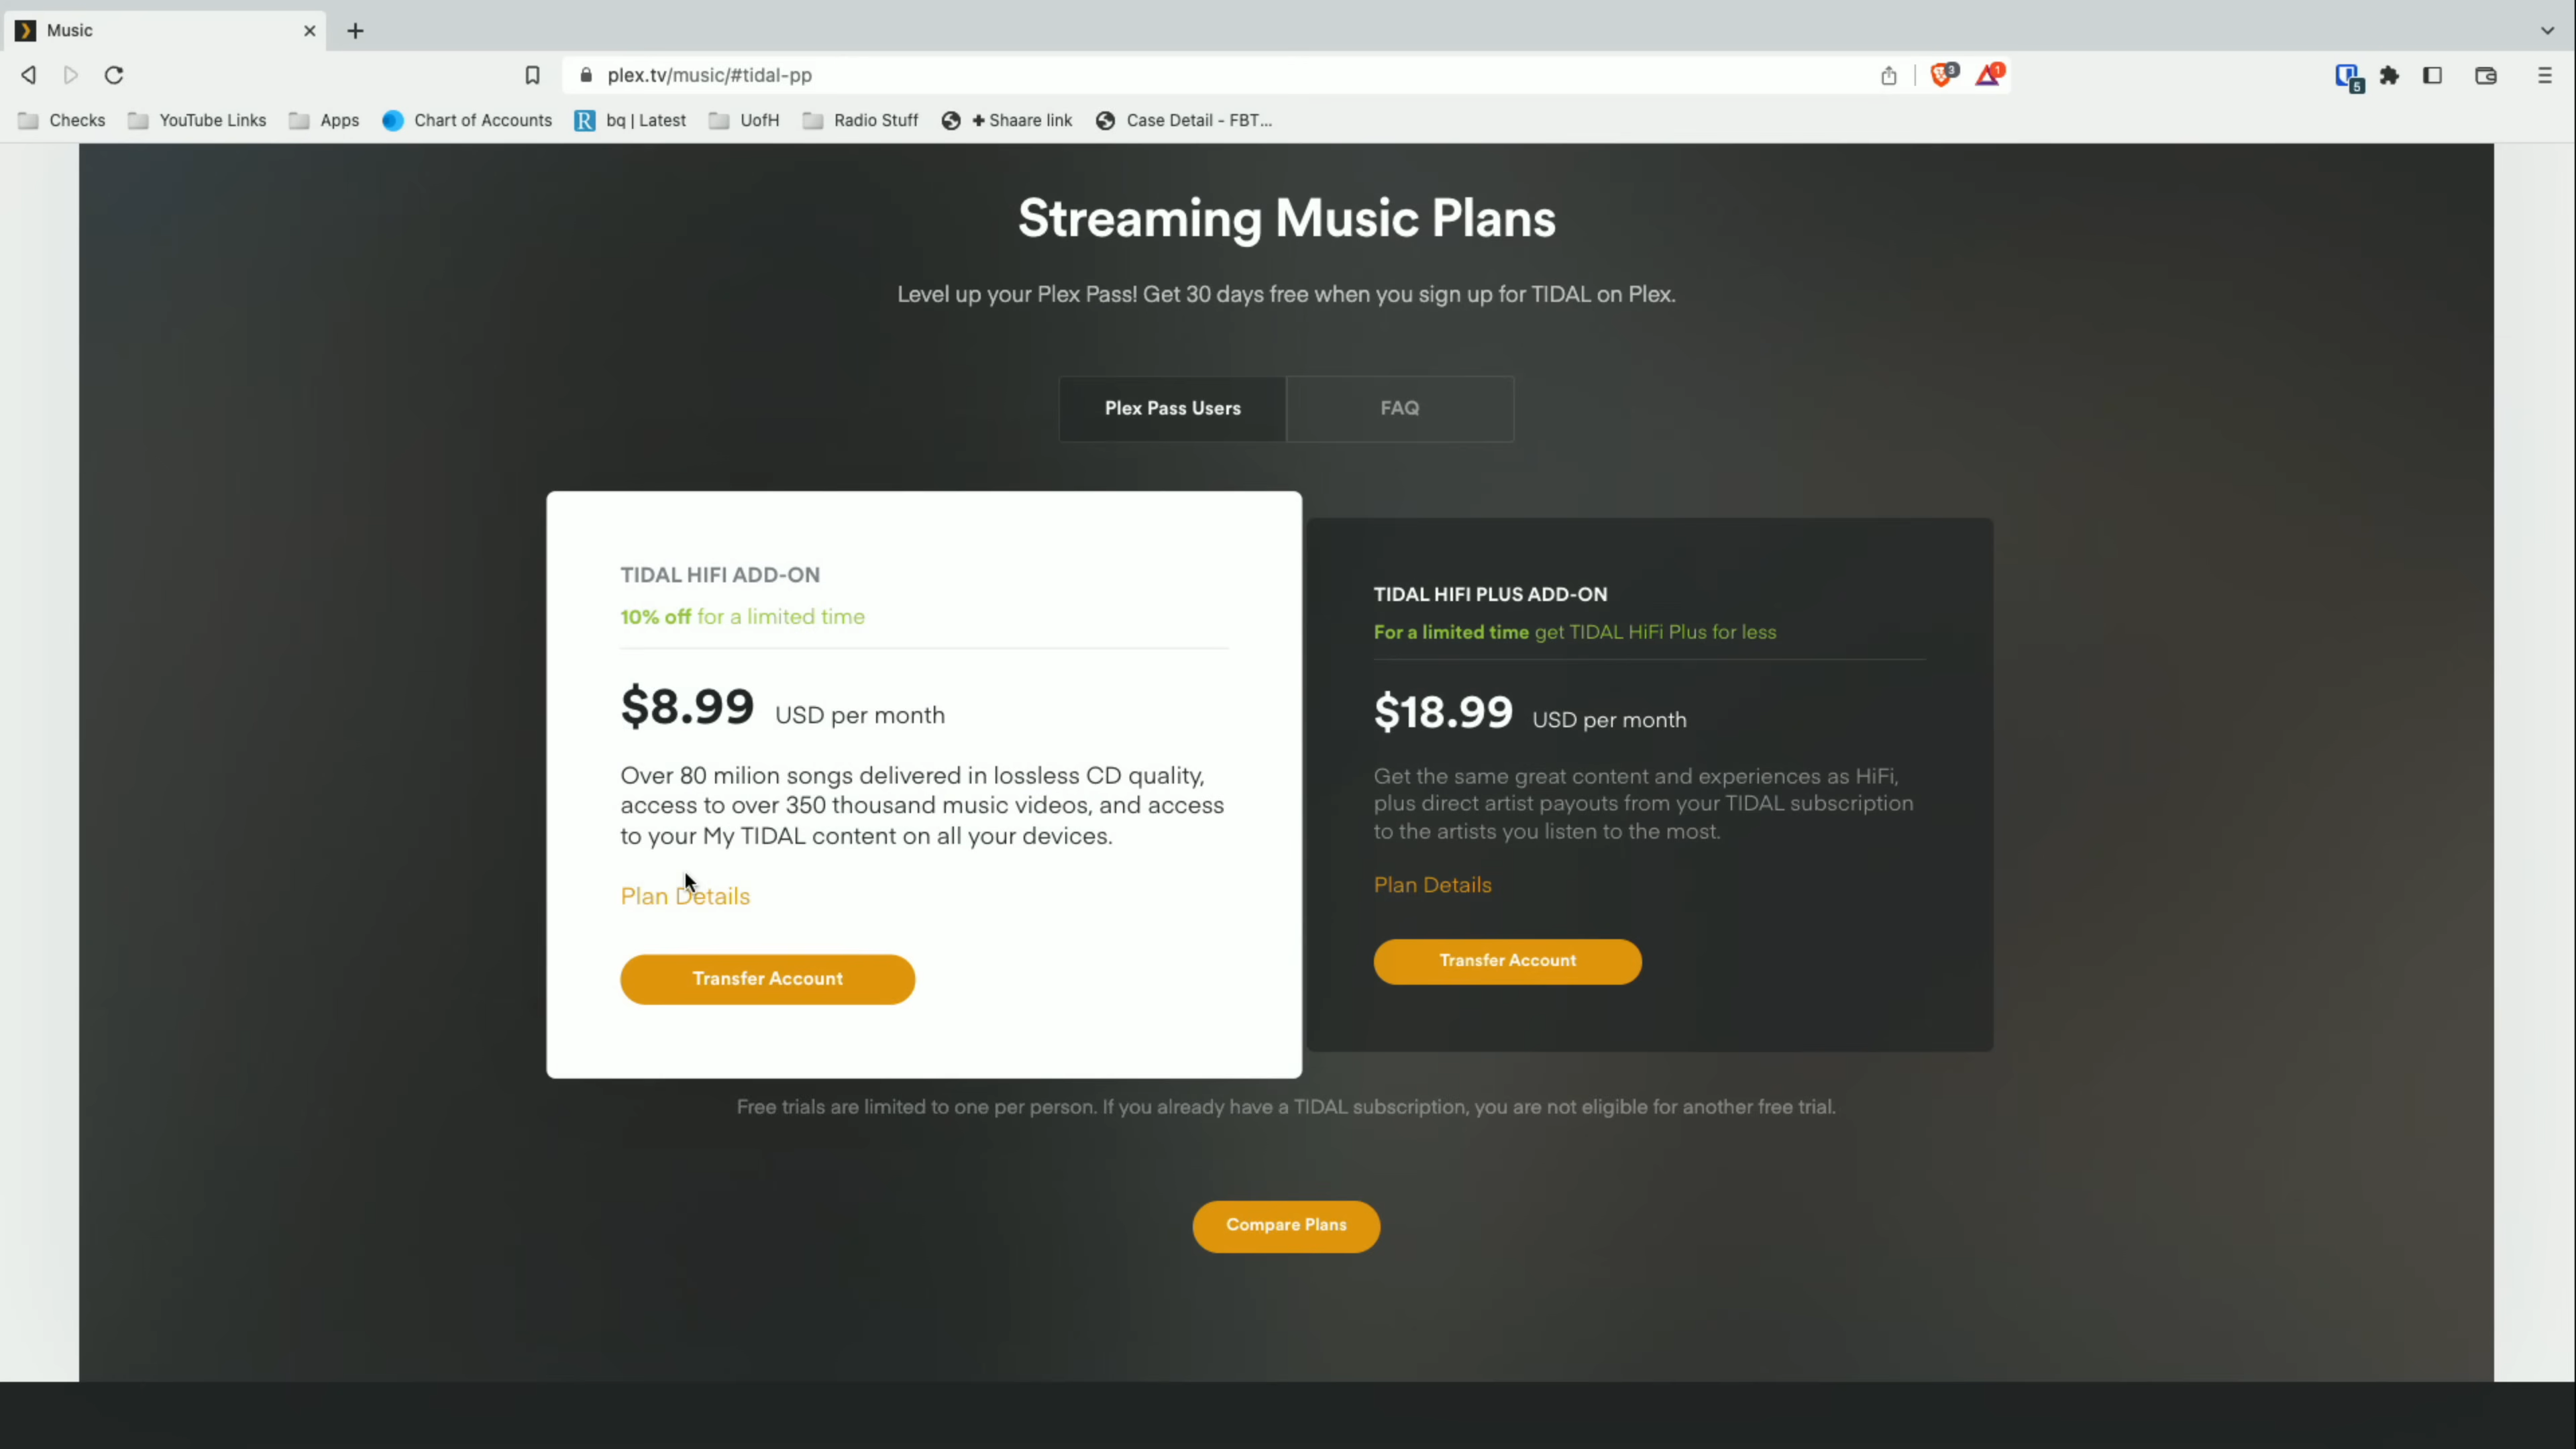 Music
plex.tv/music/#tidal-pp
3
1
5
Checks
YouTube Links
Apps
Chart of Accounts
R
bq | Latest
UofH
Radio Stuff
+ Shaare link
Case Detail - FBT...
Streaming Music Plans
Level up your Plex Pass! Get 30 days free when you sign up for TIDAL on Plex.
Plex Pass Users
FAQ
TIDAL HIFI ADD-ON
10% off for a limited time
$8.99 USD per month
Over 80 milion songs delivered in lossless CD quality,
access to over 350 thousand music videos, and access
to your My TIDAL content on all your devices.
Plan Details
Transfer Account
TIDAL HIFI PLUS ADD-ON
For a limited time get TIDAL HiFi Plus for less
$18.99 USD per month
Get the same great content and experiences as HiFi,
plus direct artist payouts from your TIDAL subscription
to the artists you listen to the most.
Plan Details
Transfer Account
Free trials are limited to one per person. If you already have a TIDAL subscription, you are not eligible for another free trial.
Compare Plans